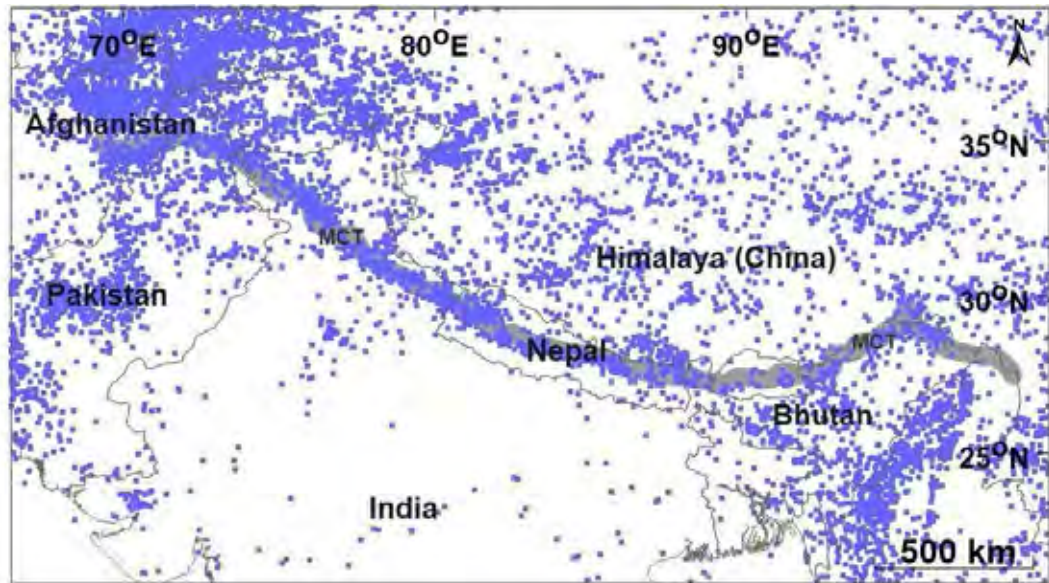 70°E
80°E
90°E
N
Afghanistan
35°N
MCT
Himalaya (China)
Pakistan
30°N
MCT
Nepal
Bhutan
25°N
India
500 km